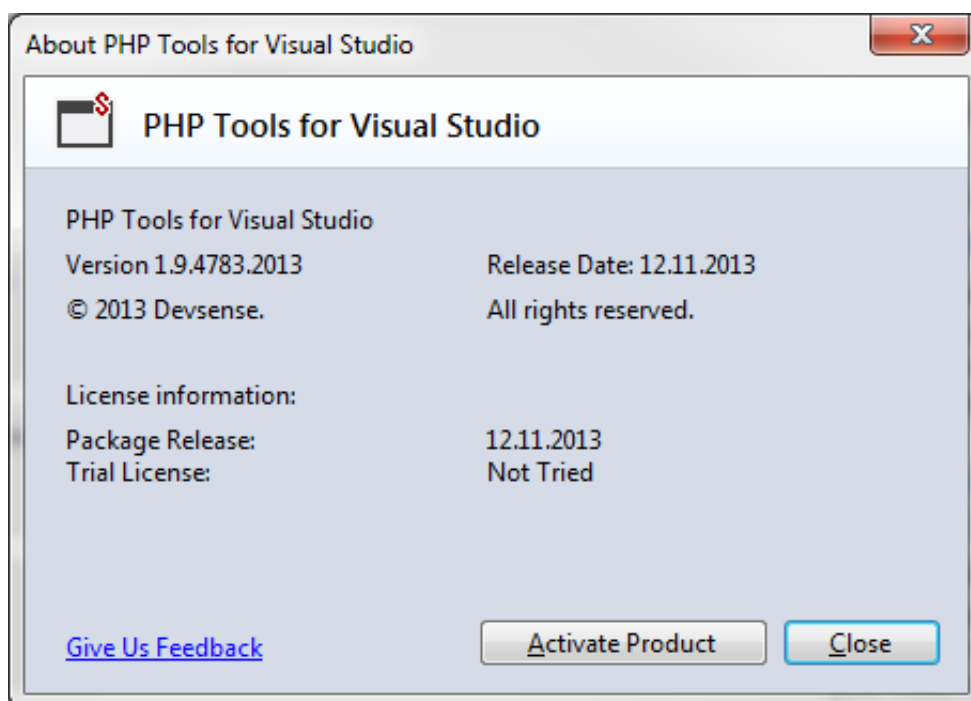 About PHP Tools for Visual Studio
PHP Tools for Visual Studio
PHP Tools for Visual Studio
Version 1.9.4783.2013 Release Date: 12.11.2013
© 2013 Devsense. All rights reserved.
License information:
Package Release: 12.11.2013
Trial License: Not Tried
Give Us Feedback Activate Product Close